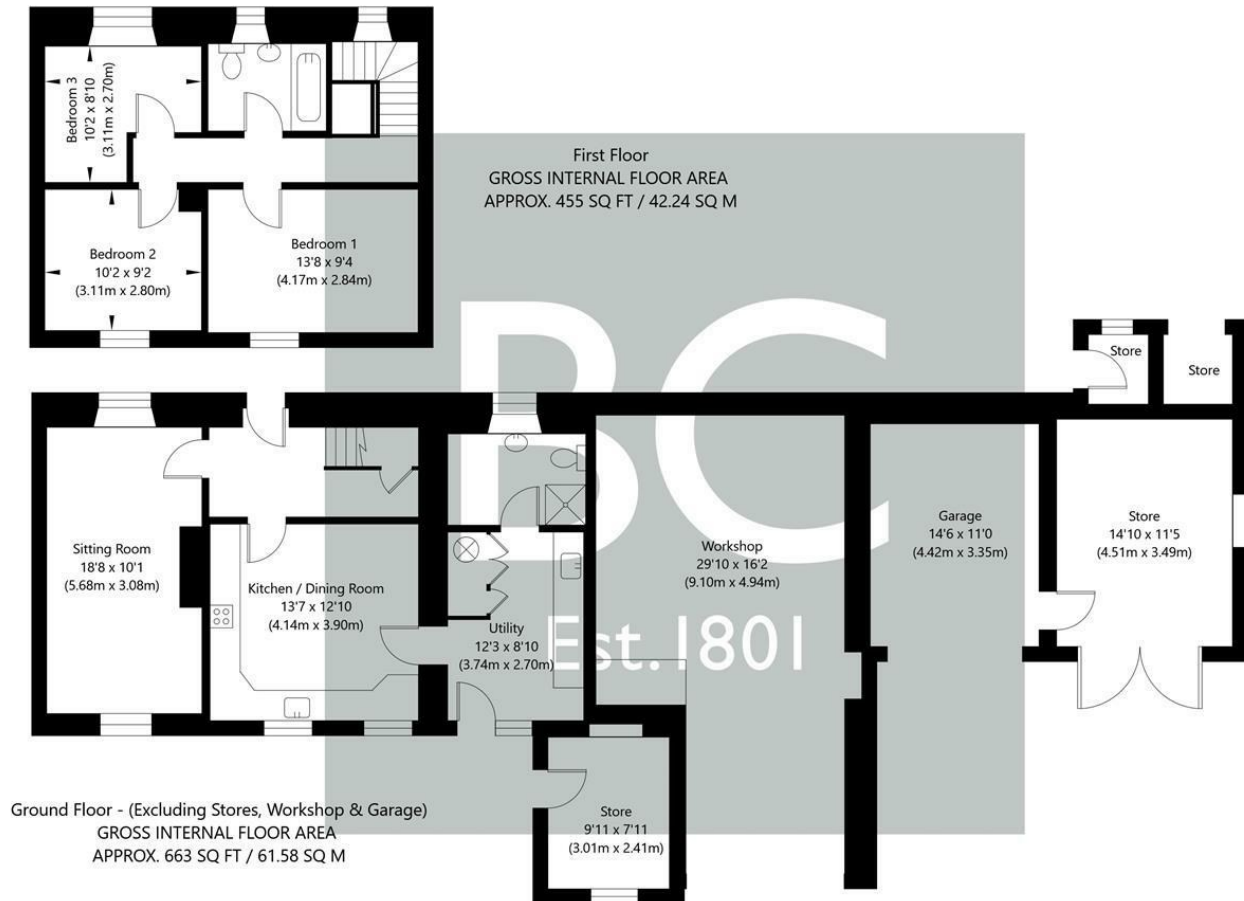 Bedroom 3
10'2 x 8'10
(3.11m x 2.70m)
First Floor
GROSS INTERNAL FLOOR AREA
APPROX. 455 SQ FT / 42.24 SQ M
Bedroom 2
10'2 x 9'2
(3.11m x 2.80m)
Bedroom 1
13'8 x 9'4
(4.17m x 2.84m)
BC
Est.1801
Store
Store
Sitting Room
18'8 x 10'1
(5.68m x 3.08m)
Kitchen / Dining Room
13'7 x 12'10
(4.14m x 3.90m)
Utility
12'3 x 8'10
(3.74m x 2.70m)
Workshop
29'10 x 16'2
(9.10m x 4.94m)
Garage
14'6 x 11'0
(4.42m x 3.35m)
Store
14'10 x 11'5
(4.51m x 3.49m)
Store
9'11 x 7'11
(3.01m x 2.41m)
Ground Floor - (Excluding Stores, Workshop & Garage)
GROSS INTERNAL FLOOR AREA
APPROX. 663 SQ FT / 61.58 SQ M